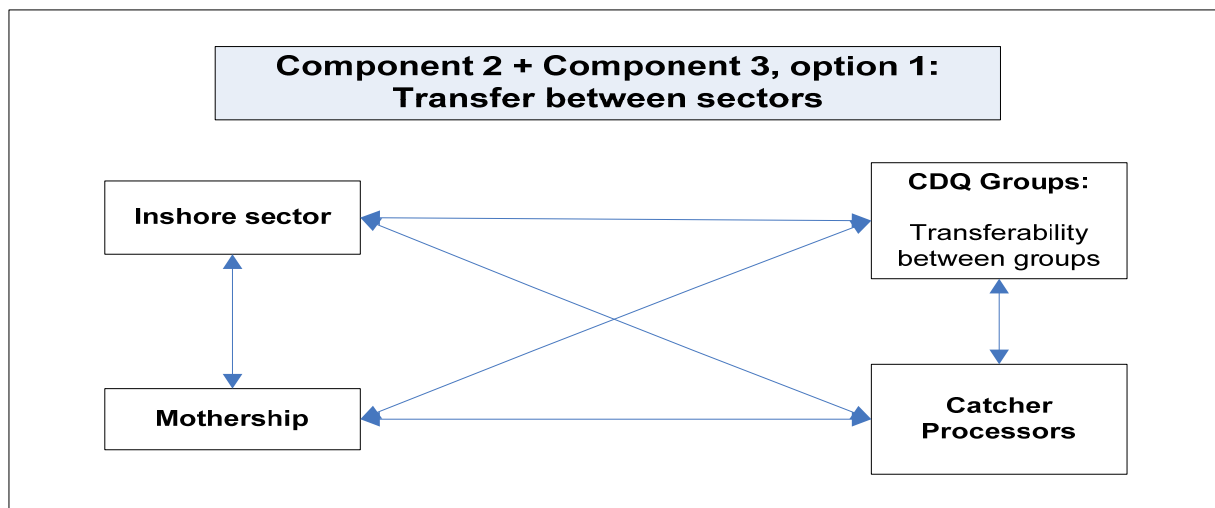 Component 2 + Component 3, option 1:
Transfer between sectors
Inshore sector
CDQ Groups:
Transferability
between groups
Mothership
Catcher
Processors